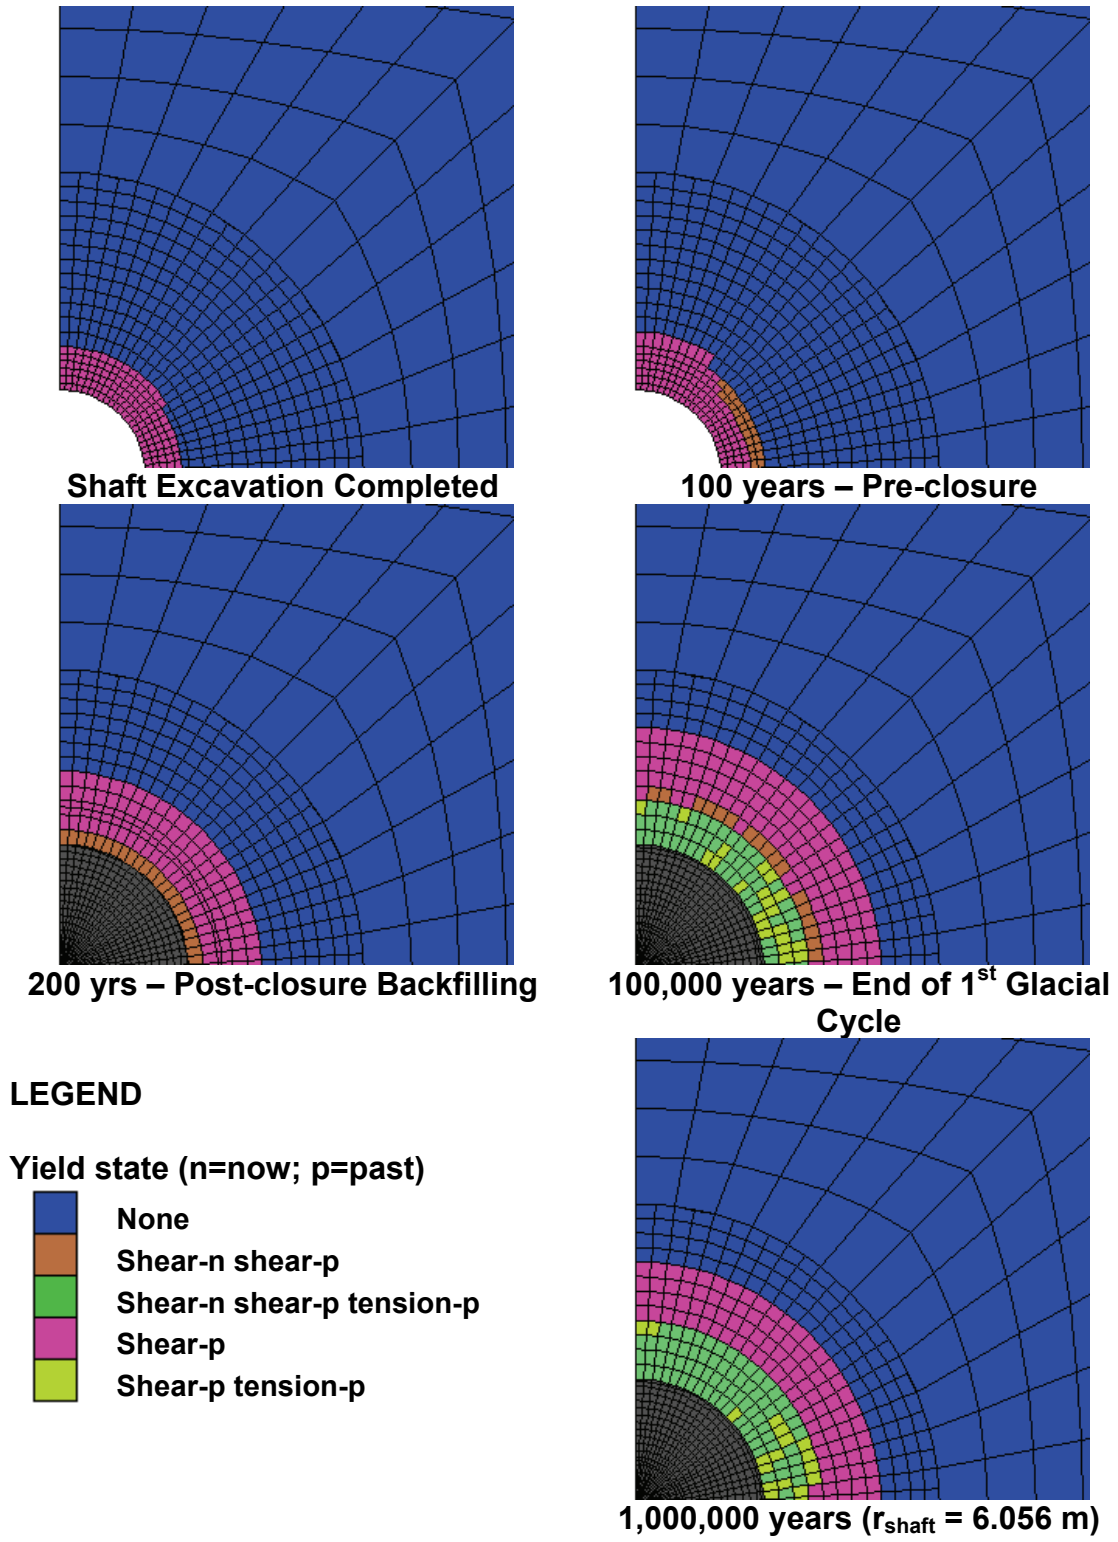 Shaft Excavation Completed
100 years – Pre-closure
200 yrs – Post-closure Backfilling
100,000 years – End of 1st Glacial
Cycle
LEGEND
Yield state (n=now; p=past)
None
Shear-n shear-p
Shear-n shear-p tension-p
Shear-p
Shear-p tension-p
1,000,000 years (rshaft = 6.056 m)